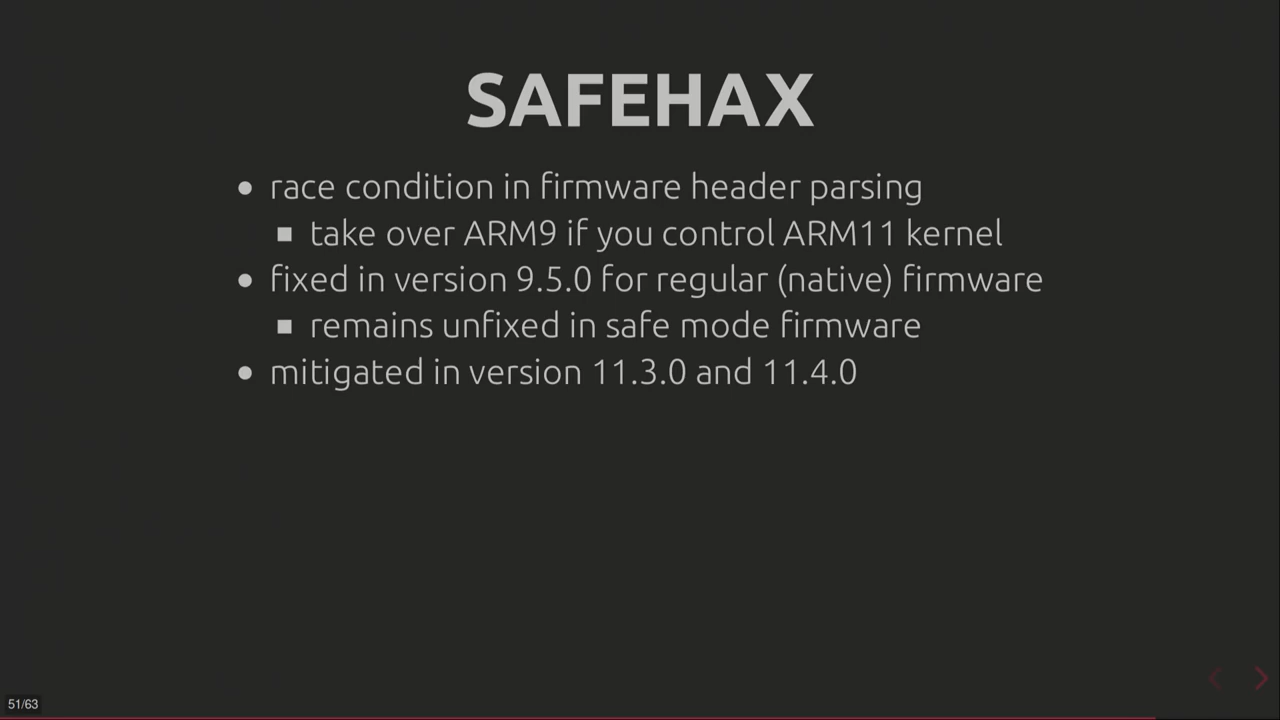 SAFEHAX
race condition in firmware header parsing
take over ARM9 if you control ARM11 kernel
fixed in version 9.5.0 for regular (native) firmware
remains unfixed in safe mode firmware
mitigated in version 11.3.0 and 11.4.0
51/63